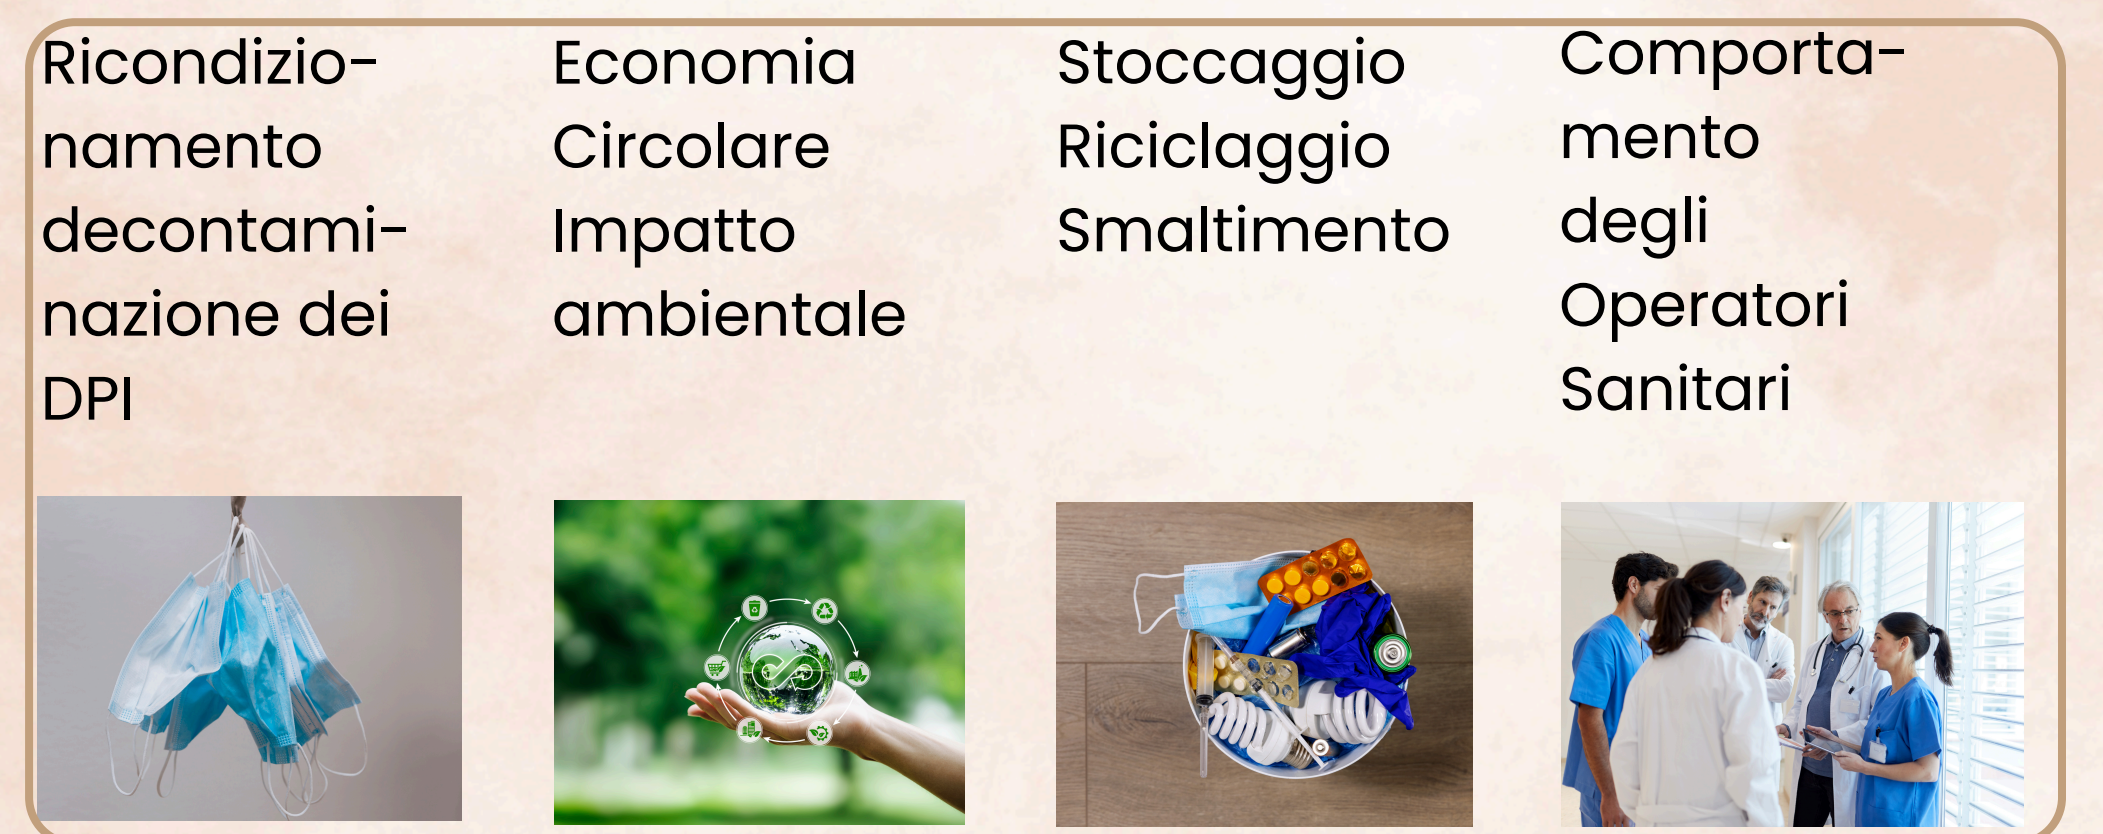 Ricondizio-
namento
decontami-
nazione dei
DPI
Economia
Circolare
Impatto
ambientale
Stoccaggio
Riciclaggio
Smaltimento
Comporta-
mento
degli
Operatori
Sanitari